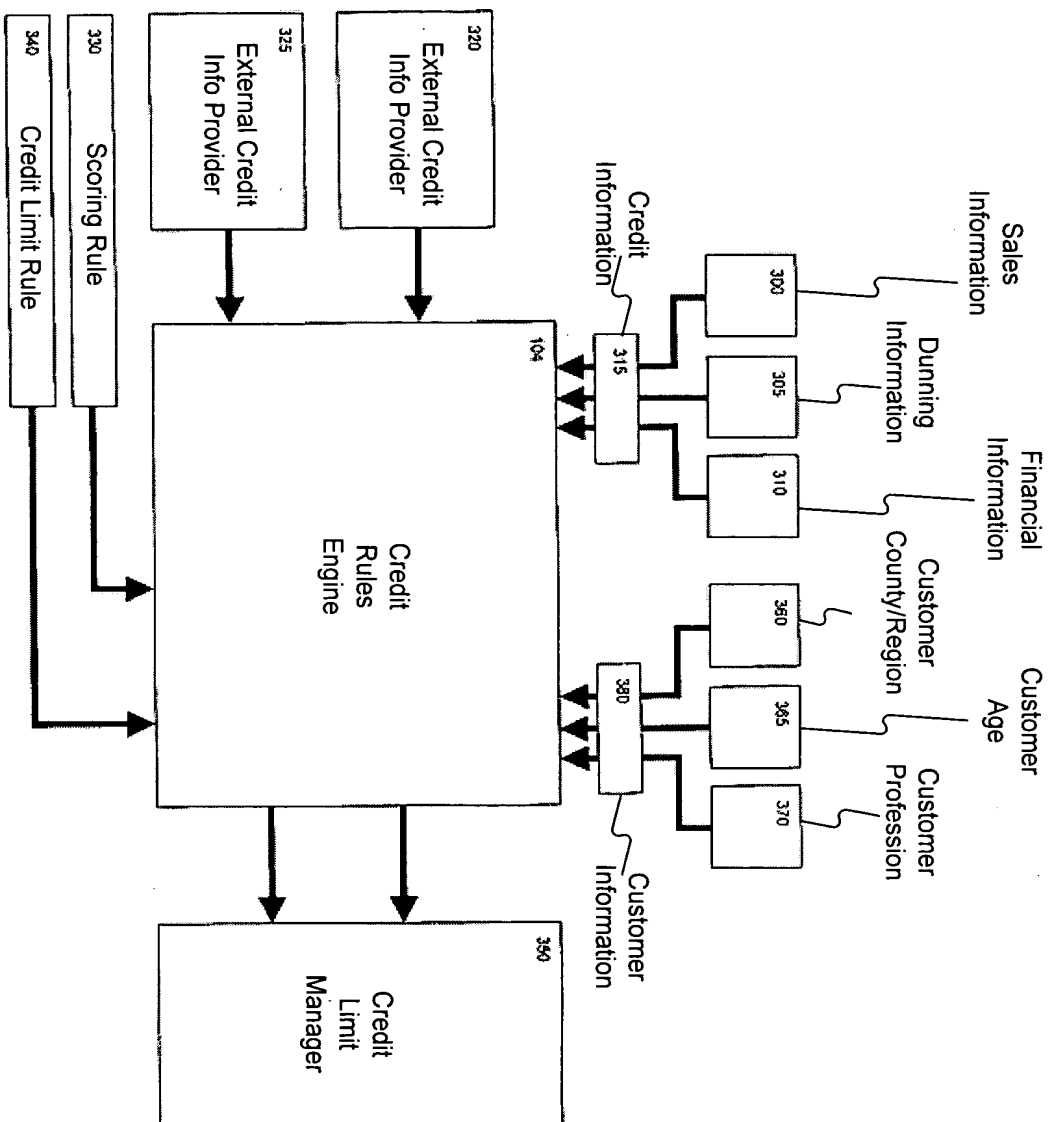 Sales
Information
Dunning
Information
Financial
Information
Customer
County/Region
Customer
Age
Customer
Profession
300
305
310
360
365
370
Credit
Information
315
380
Customer
Information
320
External Credit
Info Provider
325
External Credit
Info Provider
330
Scoring Rule
340
Credit Limit Rule
104
Credit
Rules
Engine
350
Credit
Limit
Manager